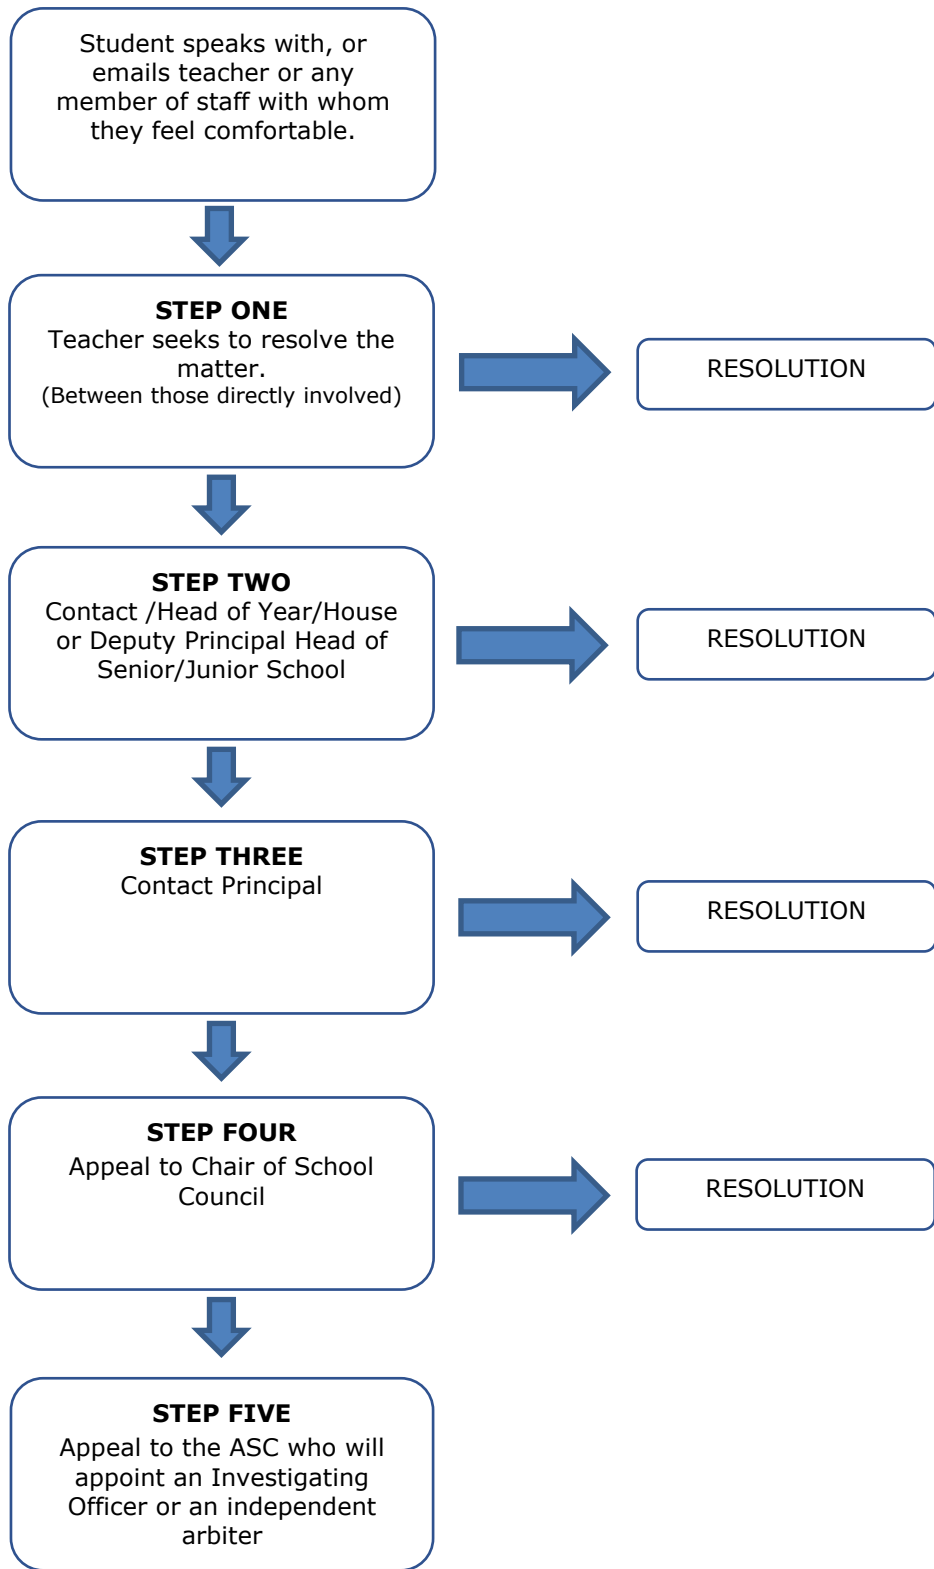 Student speaks with, or
emails teacher or any
member of staff with whom
they feel comfortable.
STEP ONE
Teacher seeks to resolve the
matter.
(Between those directly involved)
RESOLUTION
STEP TWO
Contact /Head of Year/House
or Deputy Principal Head of
Senior/Junior School
RESOLUTION
STEP THREE
Contact Principal
RESOLUTION
STEP FOUR
Appeal to Chair of School
Council
RESOLUTION
STEP FIVE
Appeal to the ASC who will
appoint an Investigating
Officer or an independent
arbiter